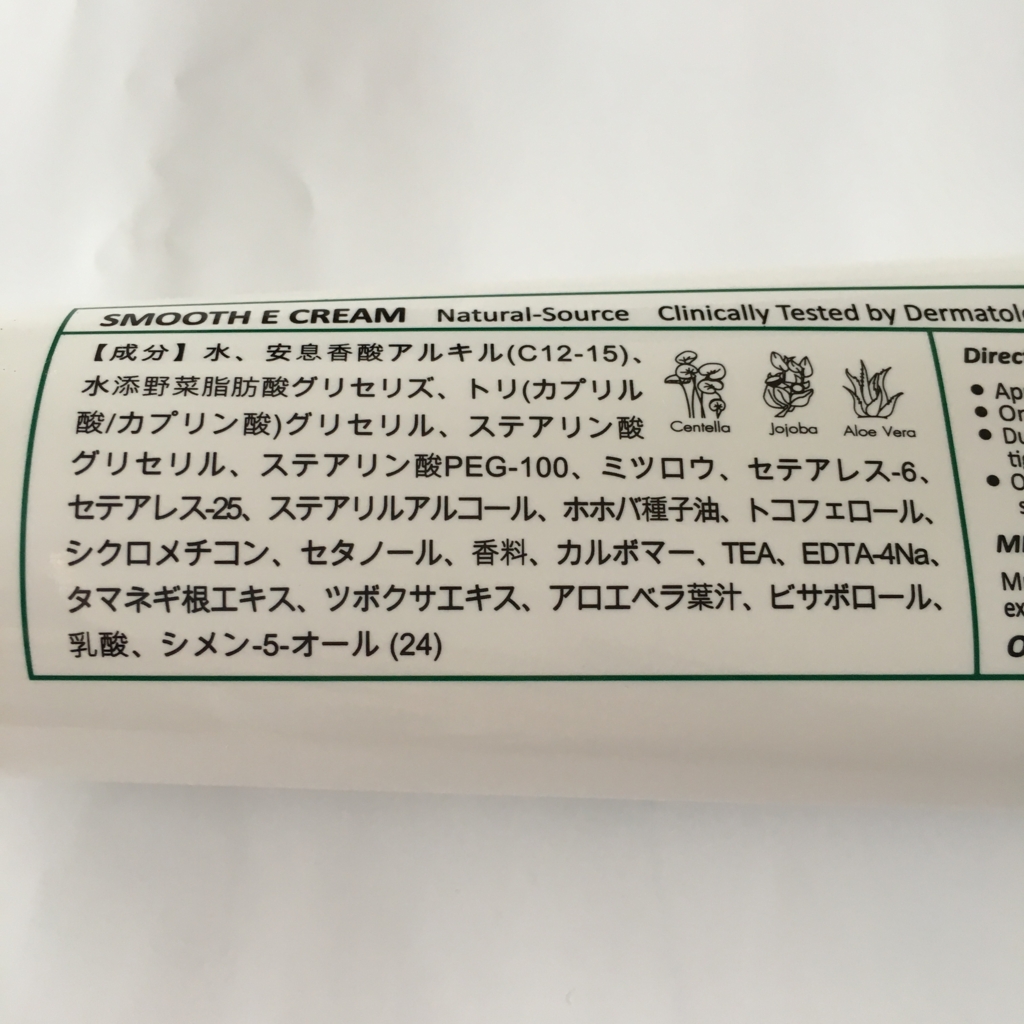 SMOOTH E CREAM Natural-Source Clinically Tested by
【成分】水、安息香酸アルキル(C12-15)、
水添野菜脂肪酸グリセリズ、トリ(カプリル
酸/カプリン酸)グリセリル、ステアリン酸
グリセリル、ステアリン酸PEG-100、ミツロウ、セテアレス-6、
セテアレス-25、ステアリルアルコール、ホホバ種子油、トコフェロール、
シクロメチコン、セタノール、香料、カルボマー、TEA、EDTA-4Na、
タマネギ根エキス、ツボクサエキス、アロエベラ葉汁、ビサボロール、
乳酸、シメン-5-オール (24)
Centella Jojoba Aloe Vera